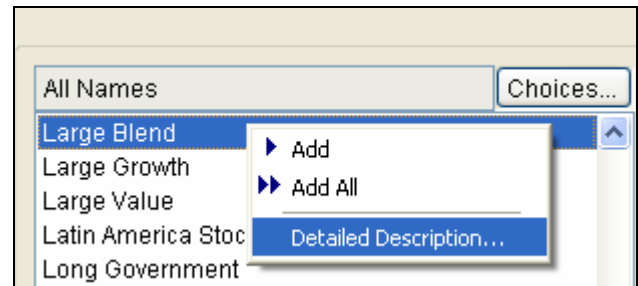 All Names
Choices...
Large Blend
Add
Large Growth
Add All
Large Value
Latin America Stoc
Detailed Description...
Long Government